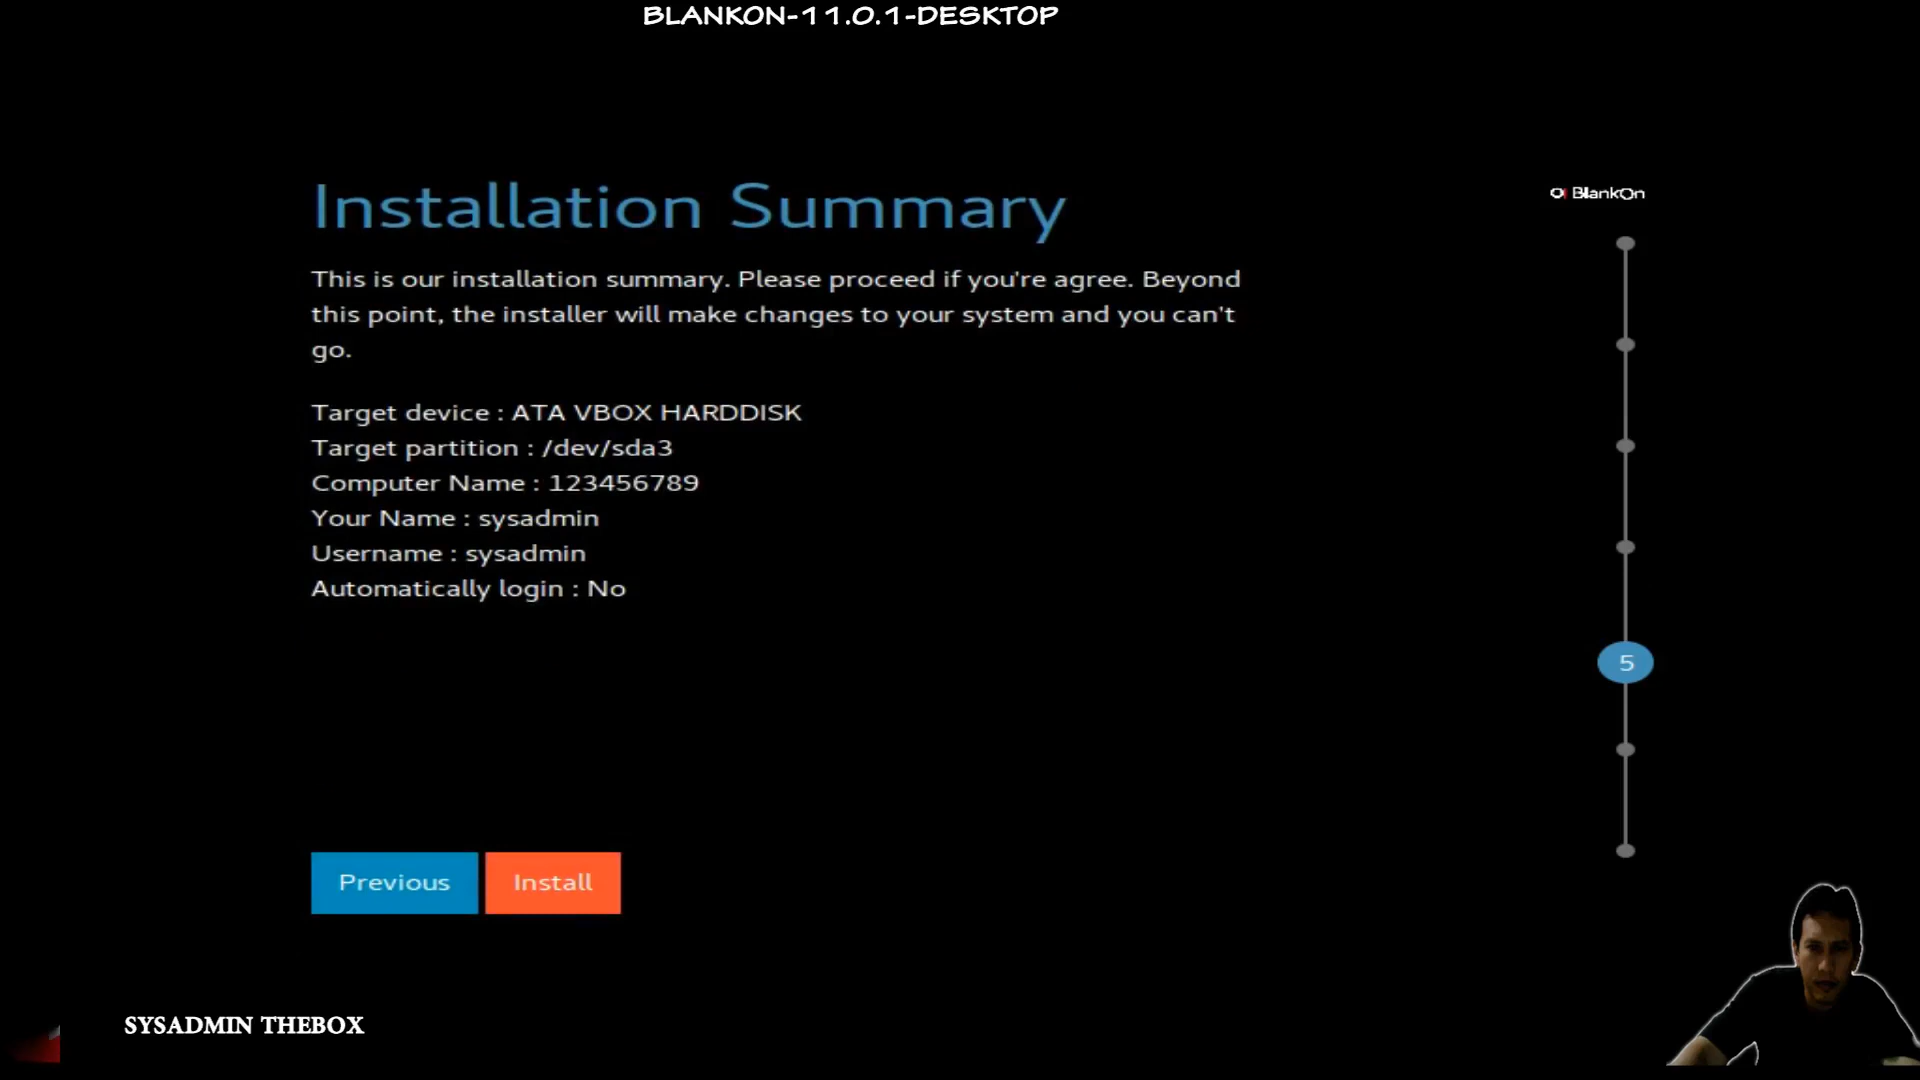 BLANKON-11.0.1-DESKTOP
Installation Summary
BlankOn
This is our installation summary. Please proceed if you're agree. Beyond
this point, the installer will make changes to your system and you can't
go.
Target device : ATA VBOX HARDDISK
Target partition : /dev/sda3
Computer Name : 123456789
Your Name : sysadmin
Username : sysadmin
Automatically login : No
5
Previous
Install
SYSADMIN THEBOX